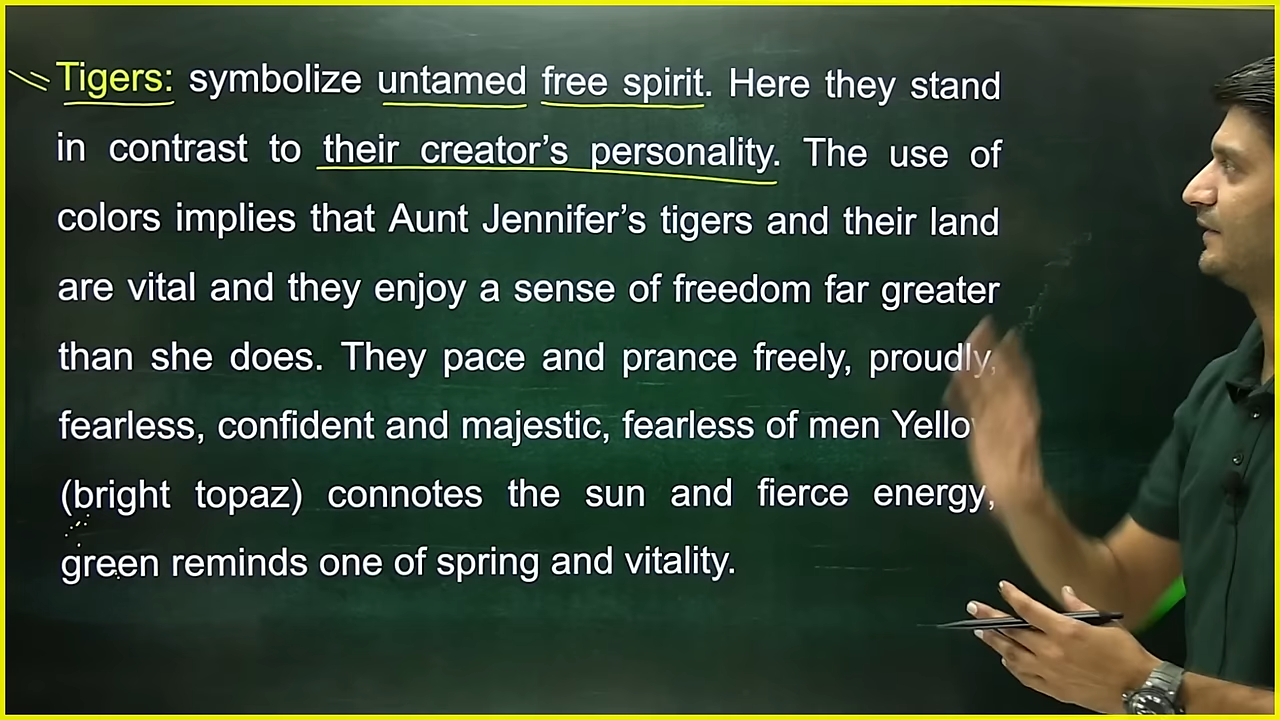 Tigers: symbolize untamed free spirit. Here they stand
in contrast to their creator's personality. The use of
colors implies that Aunt Jennifer's tigers and their land
are vital and they enjoy a sense of freedom far greater
than she does. They pace and prance freely, proudly,
fearless, confident and majestic, fearless of men Yellow
(bright topaz) connotes the sun and fierce energy,
green reminds one of spring and vitality.